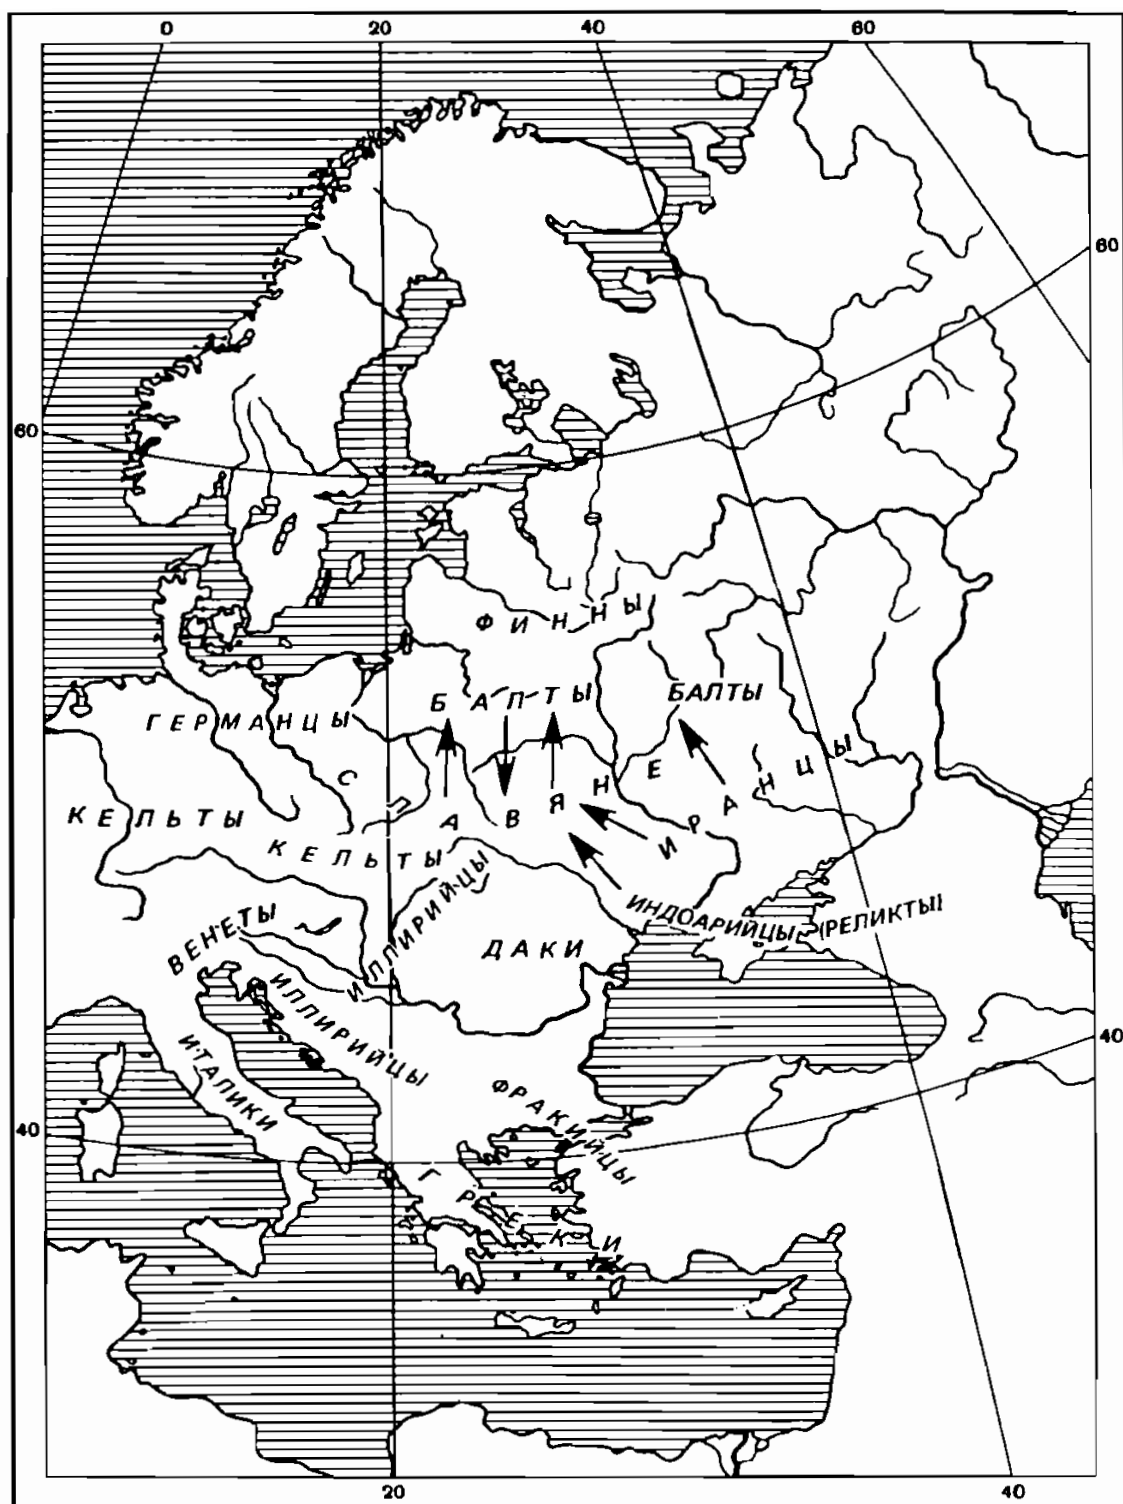 0 20 40 60
60
60
ФИННЫ
БАЛТЫ
БАЛТЫ
ГЕРМАНЦЫ
СЛАВЯНЕ
ИРАНЦЫ
КЕЛЬТЫ
КЕЛЬТЫ
ИЛЛИРИЙЦЫ
ИНДОАРИЙЦЫ (РЕЛИКТЫ)
ВЕНЕТЫ
ДАКИ
ИЛЛИРИЙЦЫ
ИТАЛИКИ
40
ФРАКИЙЦЫ
40
ГРЕКИ
20 40